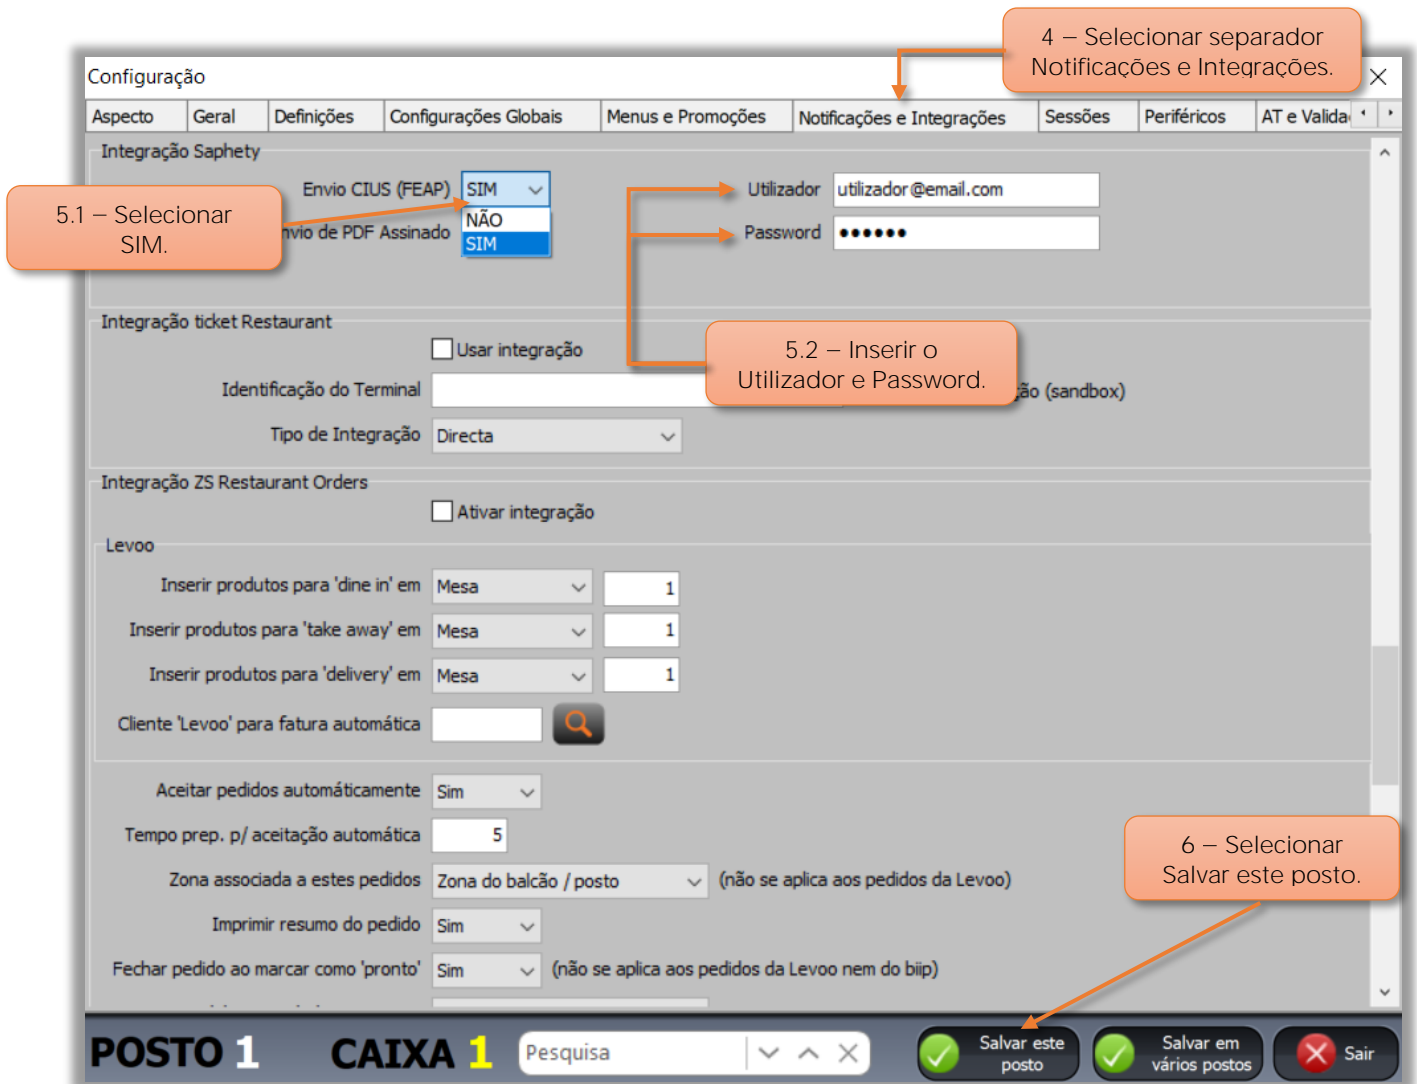 4 – Selecionar separador
Notificações e Integrações.
Configuração
Aspecto Geral Definições Configurações Globais Menus e Promoções Notificações e Integrações Sessões Periféricos AT e Valida
Integração Saphety
Envio CIUS (FEAP) SIM Utilizador utilizador@email.com
5.1 – Selecionar
SIM.
NÃO
SIM
nvio de PDF Assinado Password ••••••
Integração ticket Restaurant
Usar integração
5.2 – Inserir o
Utilizador e Password.
Identificação do Terminal ção (sandbox)
Tipo de Integração Directa
Integração ZS Restaurant Orders
Ativar integração
Levoo
Inserir produtos para 'dine in' em Mesa 1
Inserir produtos para 'take away' em Mesa 1
Inserir produtos para 'delivery' em Mesa 1
Cliente 'Levoo' para fatura automática
Aceitar pedidos automáticamente Sim
Tempo prep. p/ aceitação automática 5
6 – Selecionar
Salvar este posto.
Zona associada a estes pedidos Zona do balcão / posto (não se aplica aos pedidos da Levoo)
Imprimir resumo do pedido Sim
Fechar pedido ao marcar como 'pronto' Sim (não se aplica aos pedidos da Levoo nem do biip)
POSTO 1 CAIXA 1 Pesquisa
Salvar este
posto
Salvar em
vários postos
Sair